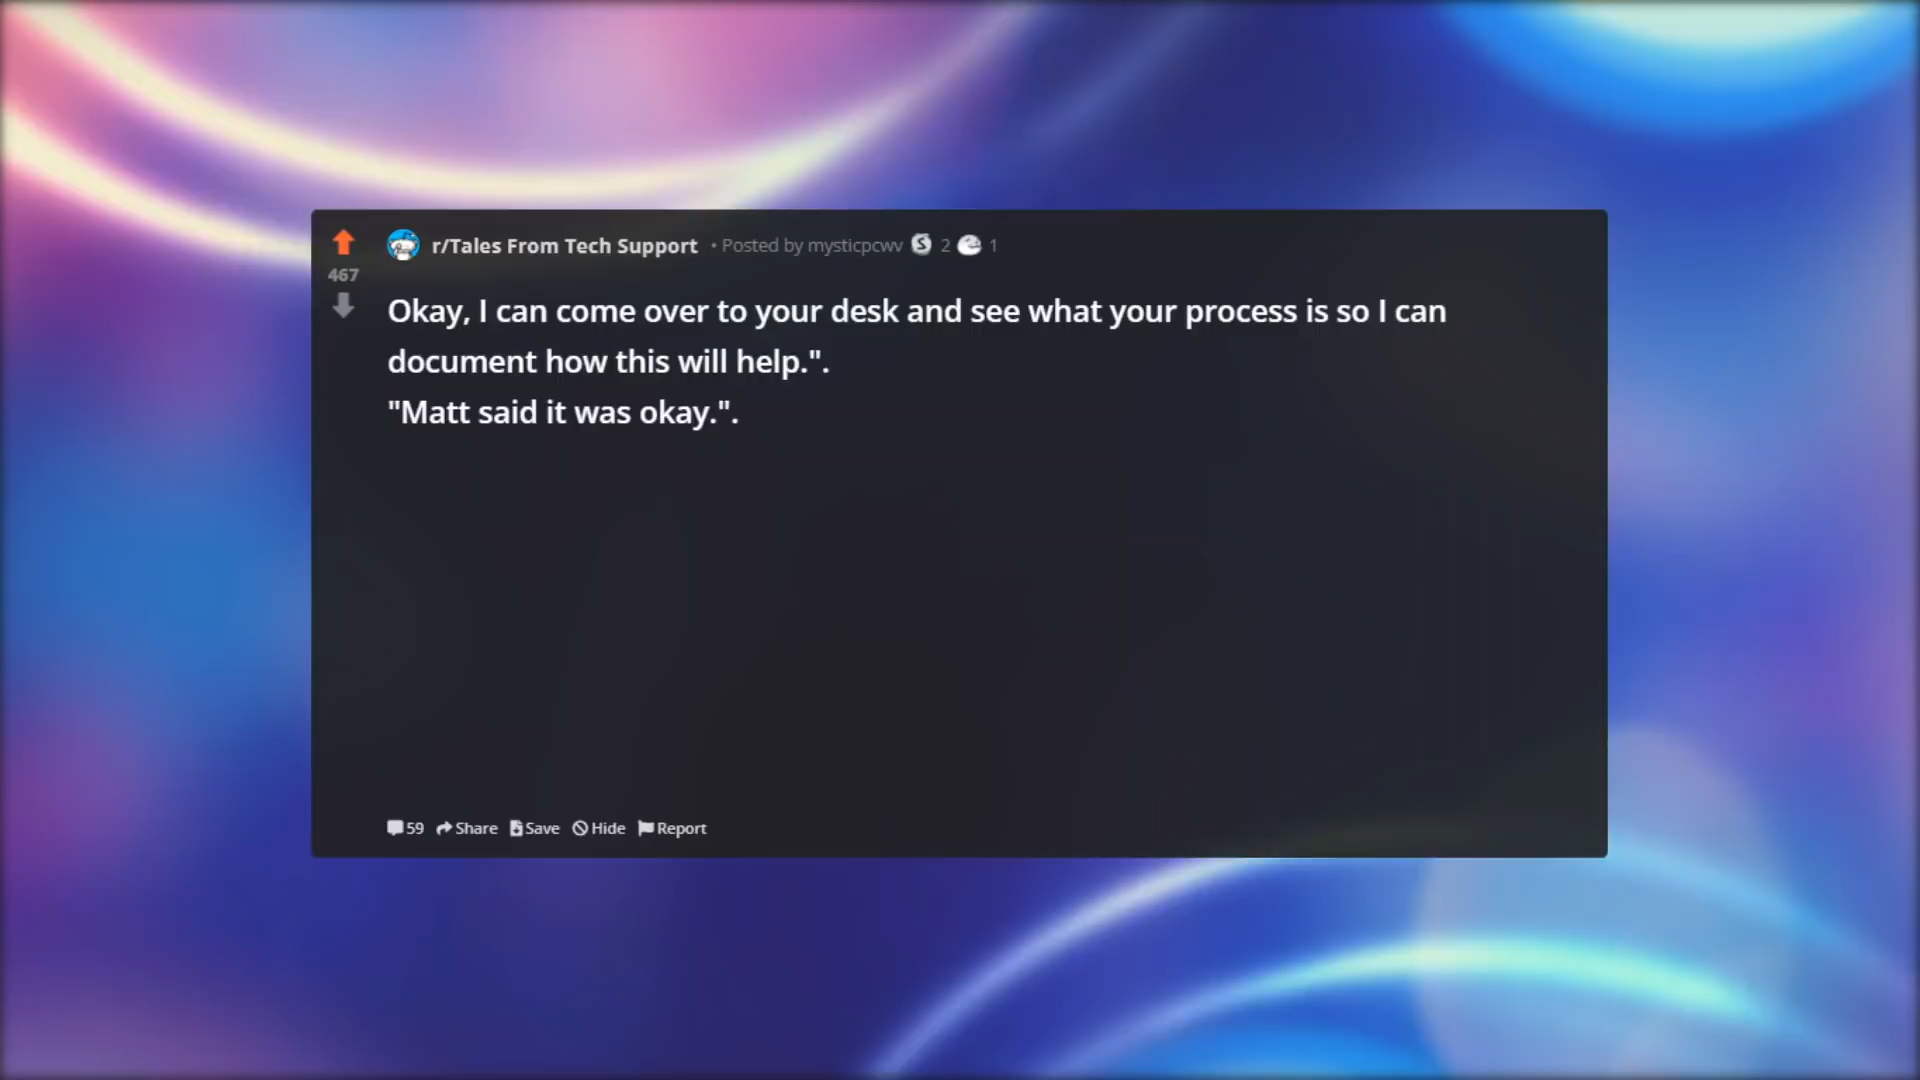 r/Tales From Tech Support • Posted by mysticpcwv 2 1
467
Okay, I can come over to your desk and see what your process is so I can
document how this will help.".
"Matt said it was okay.".
59 Share Save Hide Report